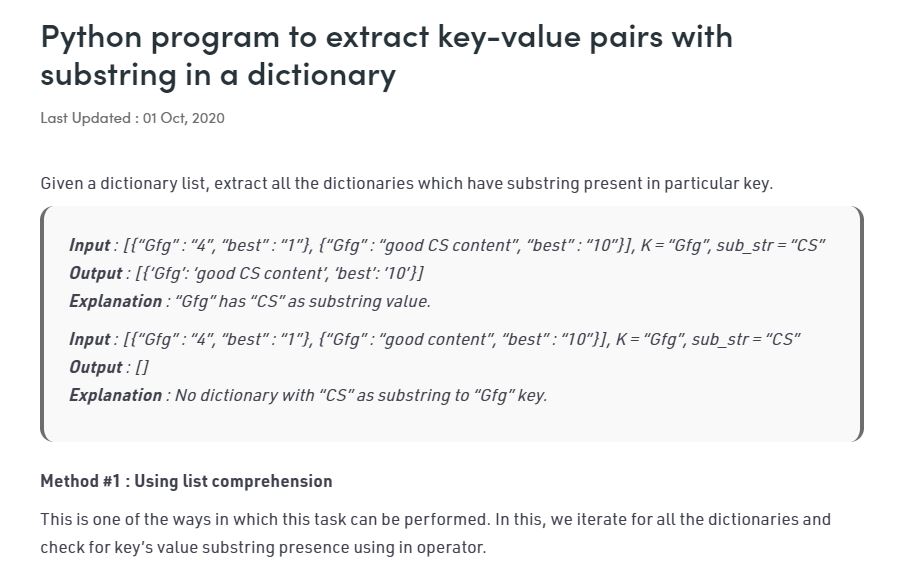 Python program to extract key-value pairs with
substring in a dictionary
Last Updated : 01 Oct, 2020
Given a dictionary list, extract all the dictionaries which have substring present in particular key.
Input : [{“Gfg” : “4”, “best” : “1”}, {“Gfg” : “good CS content”, “best” : “10”}], K = “Gfg”, sub_str = “CS”
Output : [{‘Gfg’: ‘good CS content’, ‘best’: ‘10’}]
Explanation : “Gfg” has “CS” as substring value.
Input : [{“Gfg” : “4”, “best” : “1”}, {“Gfg” : “good content”, “best” : “10”}], K = “Gfg”, sub_str = “CS”
Output : []
Explanation : No dictionary with “CS” as substring to “Gfg” key.
Method #1 : Using list comprehension
This is one of the ways in which this task can be performed. In this, we iterate for all the dictionaries and
check for key’s value substring presence using in operator.